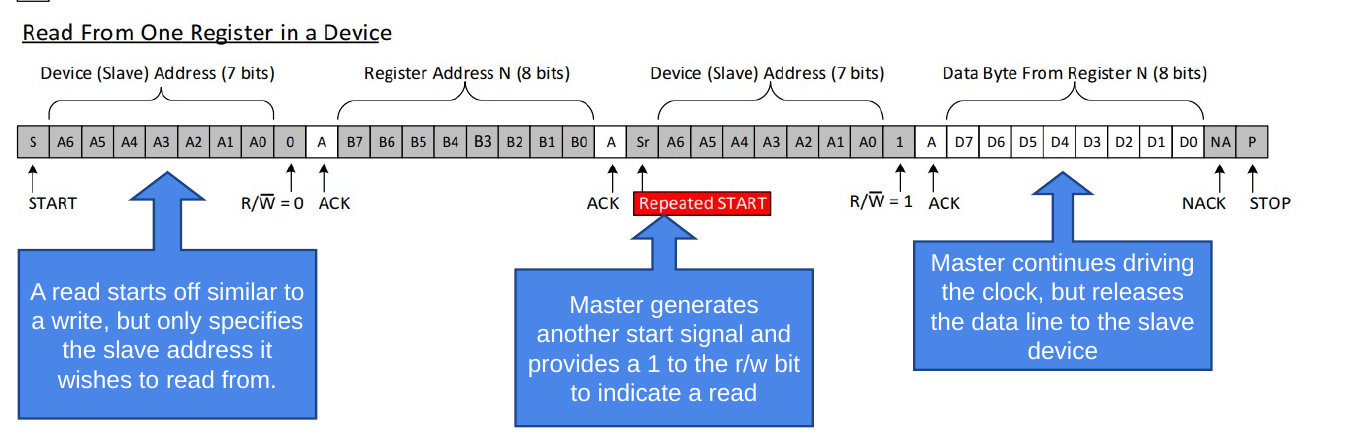 Read From One Register in a Device
Device (Slave) Address (7 bits) Register Address N (8 bits) Device (Slave) Address (7 bits) Data Byte From Register N (8 bits)
S A6 A5 A4 A3 A2 A1 A0 0 A B7 B6 B5 B4 B3 B2 B1 B0 A Sr A6 A5 A4 A3 A2 A1 A0 1 A D7 D6 D5 D4 D3 D2 D1 D0 NA P
START R/W̅ = 0 ACK ACK Repeated START R/W̅ = 1 ACK NACK STOP
A read starts off similar to
a write, but only specifies
the slave address it
wishes to read from.
Master generates
another start signal and
provides a 1 to the r/w bit
to indicate a read
Master continues driving
the clock, but releases
the data line to the slave
device